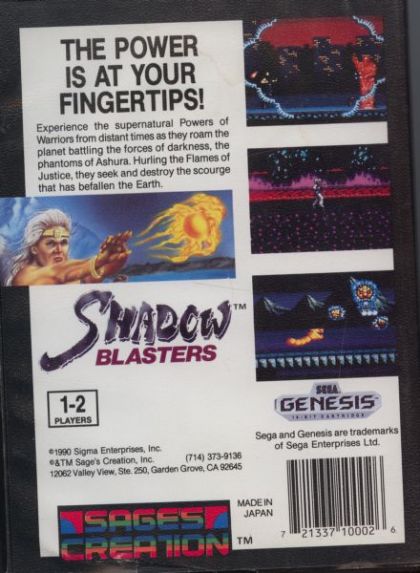 THE POWER
IS AT YOUR
FINGERTIPS!
Experience the supernatural Powers of
Warriors from distant times as they roam the
planet battling the forces of darkness, the
phantoms of Ashura. Hurling the Flames of
Justice, they seek and destroy the scourge
that has befallen the Earth.
SHADOW™
BLASTERS
1-2
PLAYERS
SEGA
GENESIS™
16-BIT CARTRIDGE
Sega and Genesis are trademarks
of Sega Enterprises Ltd.
©1990 Sigma Enterprises, Inc.
©&TM Sage's Creation, Inc. (714) 373-9136
12062 Valley View, Ste. 250, Garden Grove, CA 92645
SAGES
CREATION TM
MADE IN
JAPAN
7 21337 10002 6